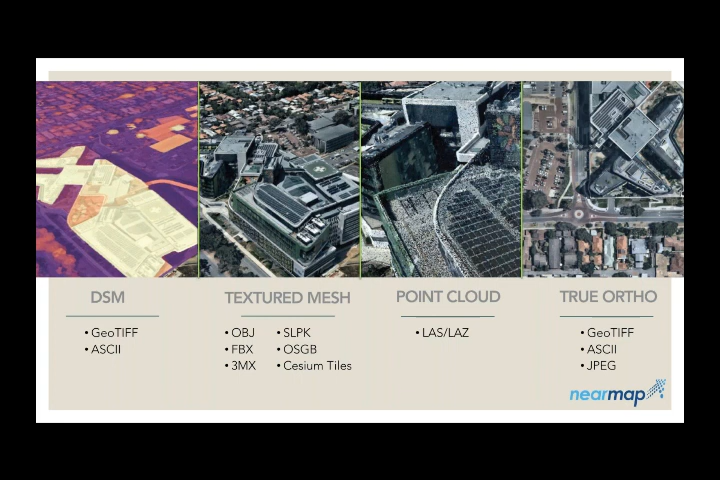 DSM
• GeoTIFF
• ASCII
TEXTURED MESH
• OBJ
• FBX
• 3MX
• SLPK
• OSGB
• Cesium Tiles
POINT CLOUD
• LAS/LAZ
TRUE ORTHO
• GeoTIFF
• ASCII
• JPEG
nearmap